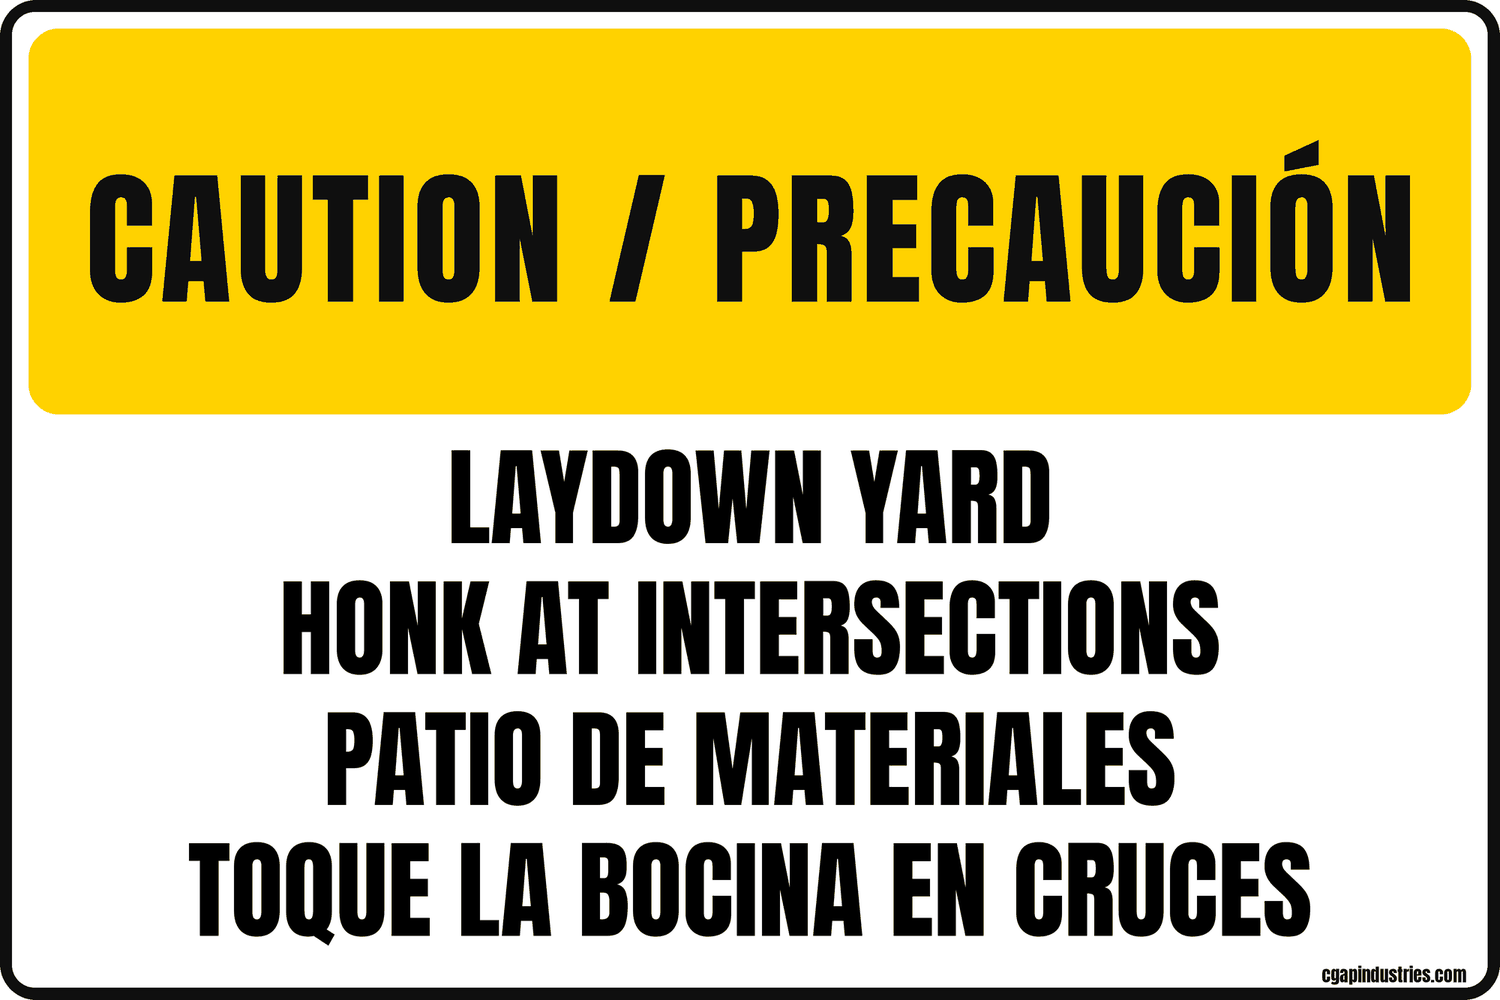 CAUTION / PRECAUCIÓN
LAYDOWN YARD
HONK AT INTERSECTIONS
PATIO DE MATERIALES
TOQUE LA BOCINA EN CRUCES
cgapindustries.com